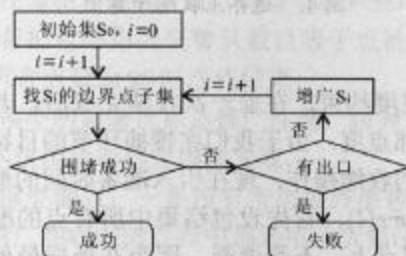 初始集S₀, i=0
i=i+1
找Si的边界点子集
i=i+1
增广Si
否
围堵成功
否
有出口
是
是
成功
失败